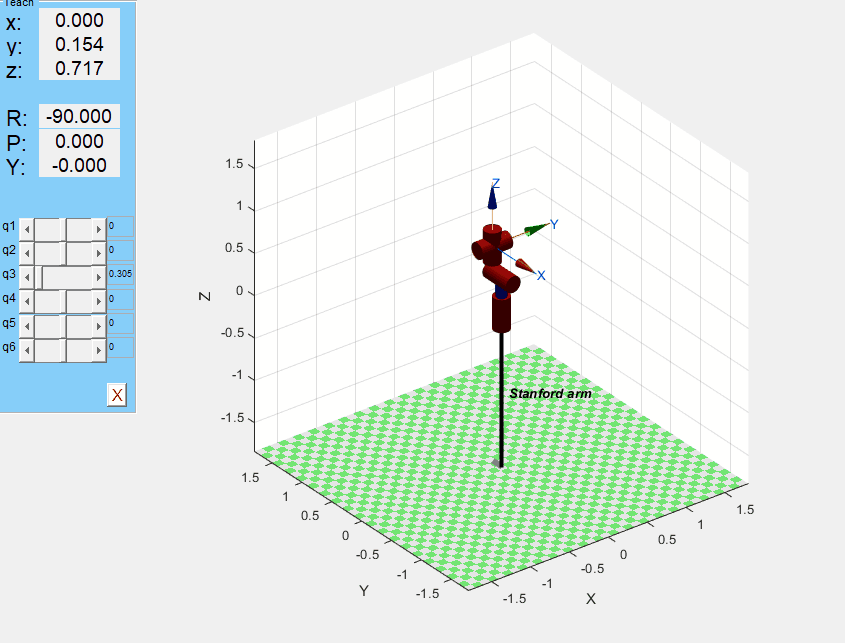 Teach
x: 0.000
y: 0.154
z: 0.717
R: -90.000
P: 0.000
Y: -0.000
q1 0
q2 0
q3 0.305
q4 0
q5 0
q6 0
X
Z
Y
X
Stanford arm
1.5
1
0.5
0
-0.5
-1
-1.5
Z
1.5
1
0.5
0
-0.5
-1
-1.5
Y
-1.5
-1
-0.5
0
0.5
1
1.5
X